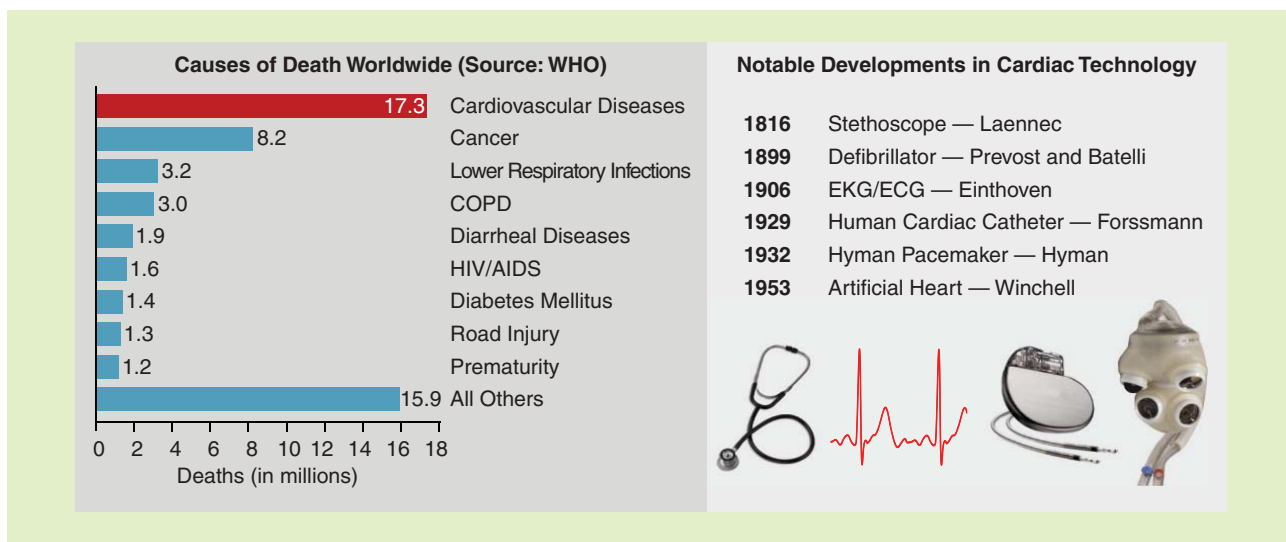 Causes of Death Worldwide (Source: WHO)
17.3 Cardiovascular Diseases
8.2 Cancer
3.2 Lower Respiratory Infections
3.0 COPD
1.9 Diarrheal Diseases
1.6 HIV/AIDS
1.4 Diabetes Mellitus
1.3 Road Injury
1.2 Prematurity
15.9 All Others
0 2 4 6 8 10 12 14 16 18
Deaths (in millions)
Notable Developments in Cardiac Technology
1816 Stethoscope — Laennec
1899 Defibrillator — Prevost and Batelli
1906 EKG/ECG — Einthoven
1929 Human Cardiac Catheter — Forssmann
1932 Hyman Pacemaker — Hyman
1953 Artificial Heart — Winchell